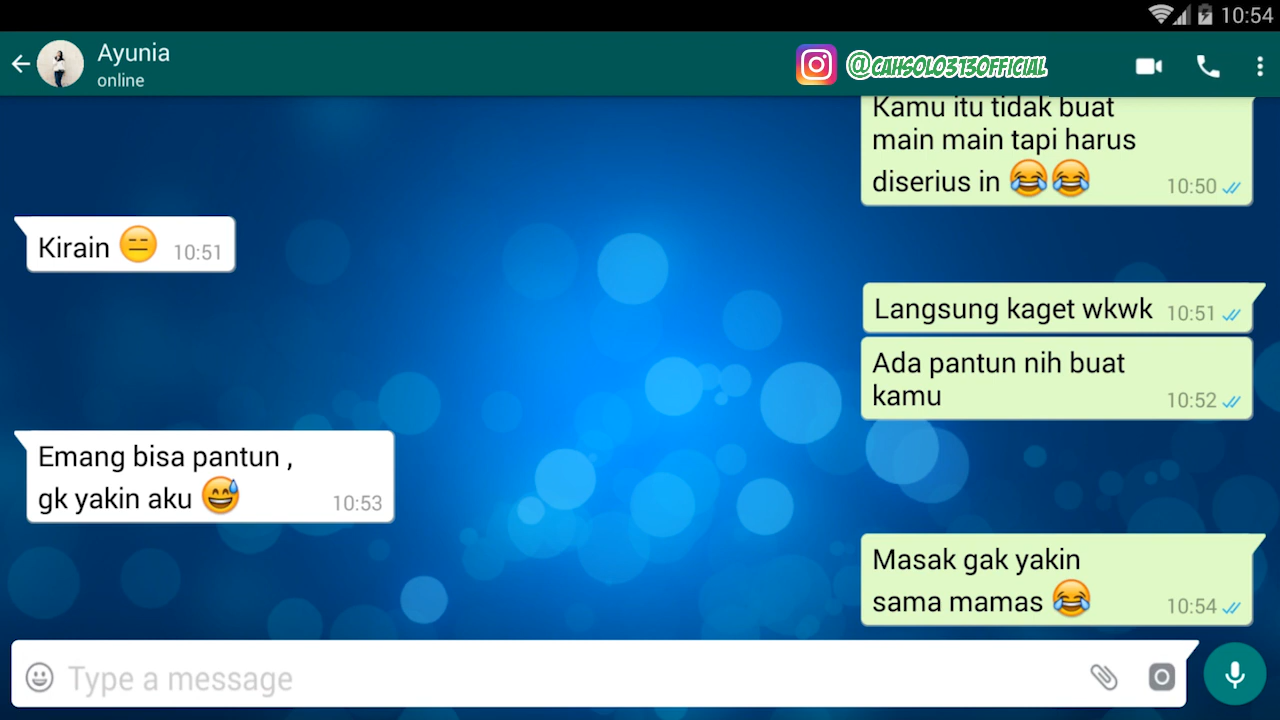 10:54
Ayunia
online
@CAHSOLO313OFFICIAL
Kamu itu tidak buat
main main tapi harus
diserius in 😂😂 10:50
Kirain 😑 10:51
Langsung kaget wkwk 10:51
Ada pantun nih buat
kamu 10:52
Emang bisa pantun ,
gk yakin aku 😅 10:53
Masak gak yakin
sama mamas 😂 10:54
Type a message